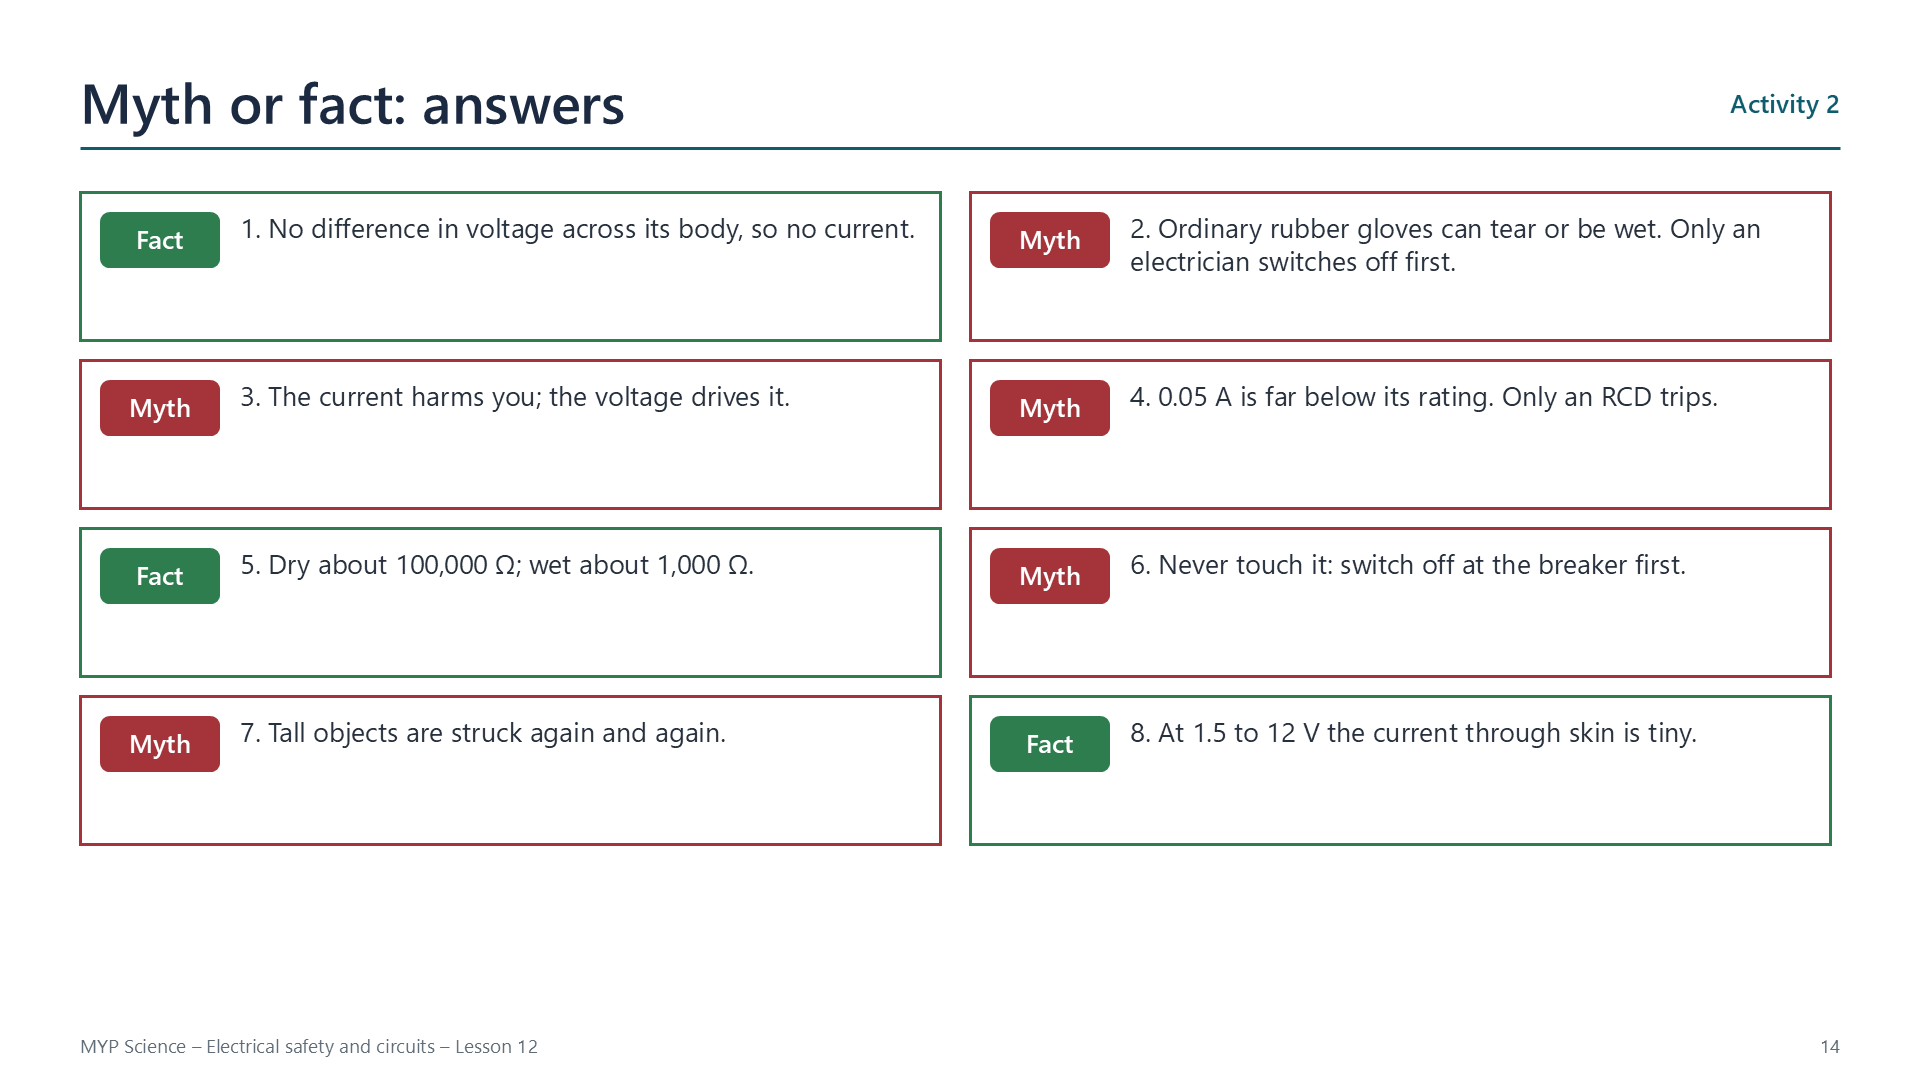 Myth or fact: answers
Activity 2
Fact
1. No difference in voltage across its body, so no current.
Myth
2. Ordinary rubber gloves can tear or be wet. Only an
electrician switches off first.
Myth
3. The current harms you; the voltage drives it.
Myth
4. 0.05 A is far below its rating. Only an RCD trips.
Fact
5. Dry about 100,000 Ω; wet about 1,000 Ω.
Myth
6. Never touch it: switch off at the breaker first.
Myth
7. Tall objects are struck again and again.
Fact
8. At 1.5 to 12 V the current through skin is tiny.
MYP Science – Electrical safety and circuits – Lesson 12
14